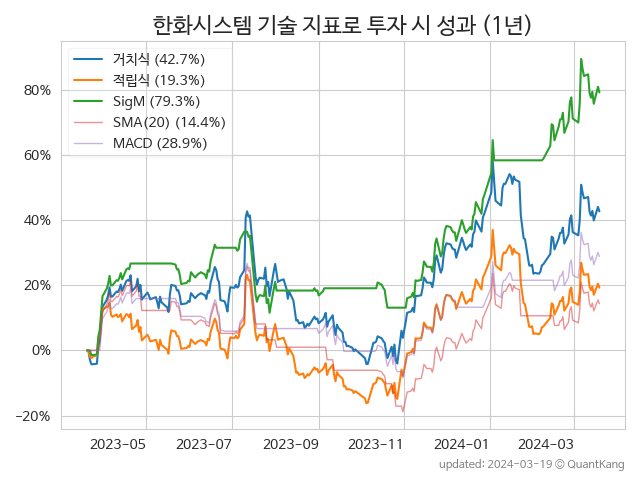 한화시스템 기술 지표로 투자 시 성과 (1년)
거치식 (42.7%)
적립식 (19.3%)
SigM (79.3%)
SMA(20) (14.4%)
MACD (28.9%)
80%
60%
40%
20%
0%
−20%
2023-05 2023-07 2023-09 2023-11 2024-01 2024-03
updated: 2024-03-19 © QuantKang